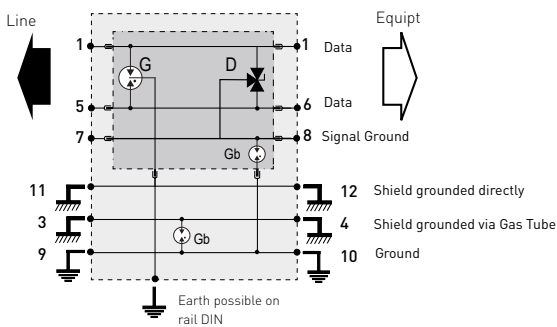 Line
Equipt
1
1 Data
G
D
5
6 Data
7
8 Signal Ground
Gb
11
12 Shield grounded directly
3
4 Shield grounded via Gas Tube
Gb
9
10 Ground
Earth possible on
rail DIN